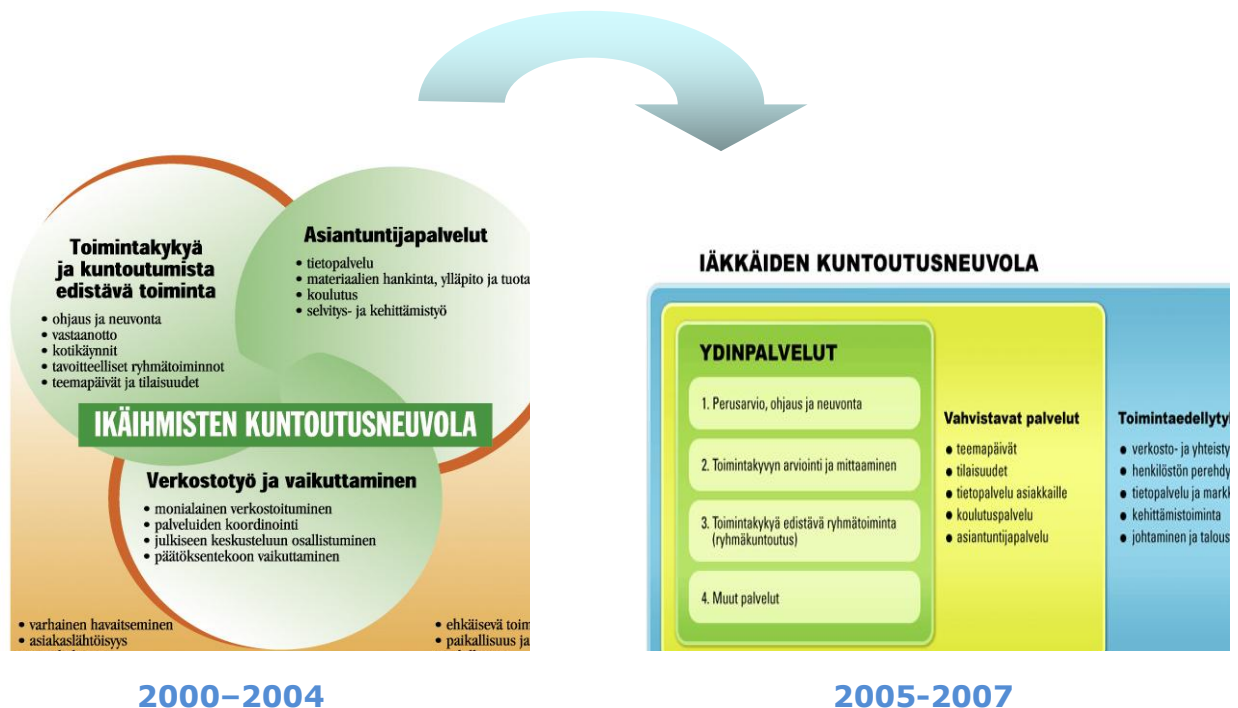 Toimintakykyä
ja kuntoutumista
edistävä toiminta
• ohjaus ja neuvonta
• vastaanotto
• kotikäynnit
• tavoitteelliset ryhmätoiminnot
• teemapäivät ja tilaisuudet
Asiantuntijapalvelut
• tietopalvelu
• materiaalien hankinta, ylläpito ja tuota
• koulutus
• selvitys- ja kehittämistyö
IKÄIHMISTEN KUNTOUTUSNEUVOLA
Verkostotyö ja vaikuttaminen
• monialainen verkostoituminen
• palveluiden koordinointi
• julkiseen keskusteluun osallistuminen
• päätöksentekoon vaikuttaminen
• varhainen havaitseminen
• asiakaslähtöisyys
• ehkäisevä toim
• paikallisuus ja
2000–2004
IÄKKÄIDEN KUNTOUTUSNEUVOLA
YDINPALVELUT
1. Perusarvio, ohjaus ja neuvonta
2. Toimintakyvyn arviointi ja mittaaminen
3. Toimintakykyä edistävä ryhmätoiminta
(ryhmäkuntoutus)
4. Muut palvelut
Vahvistavat palvelut
• teemapäivät
• tilaisuudet
• tietopalvelu asiakkaille
• koulutuspalvelu
• asiantuntijapalvelu
Toimintaedellyty
• verkosto- ja yhteisty
• henkilöstön perehdy
• tietopalvelu ja mark
• kehittämistoiminta
• johtaminen ja talous
2005-2007